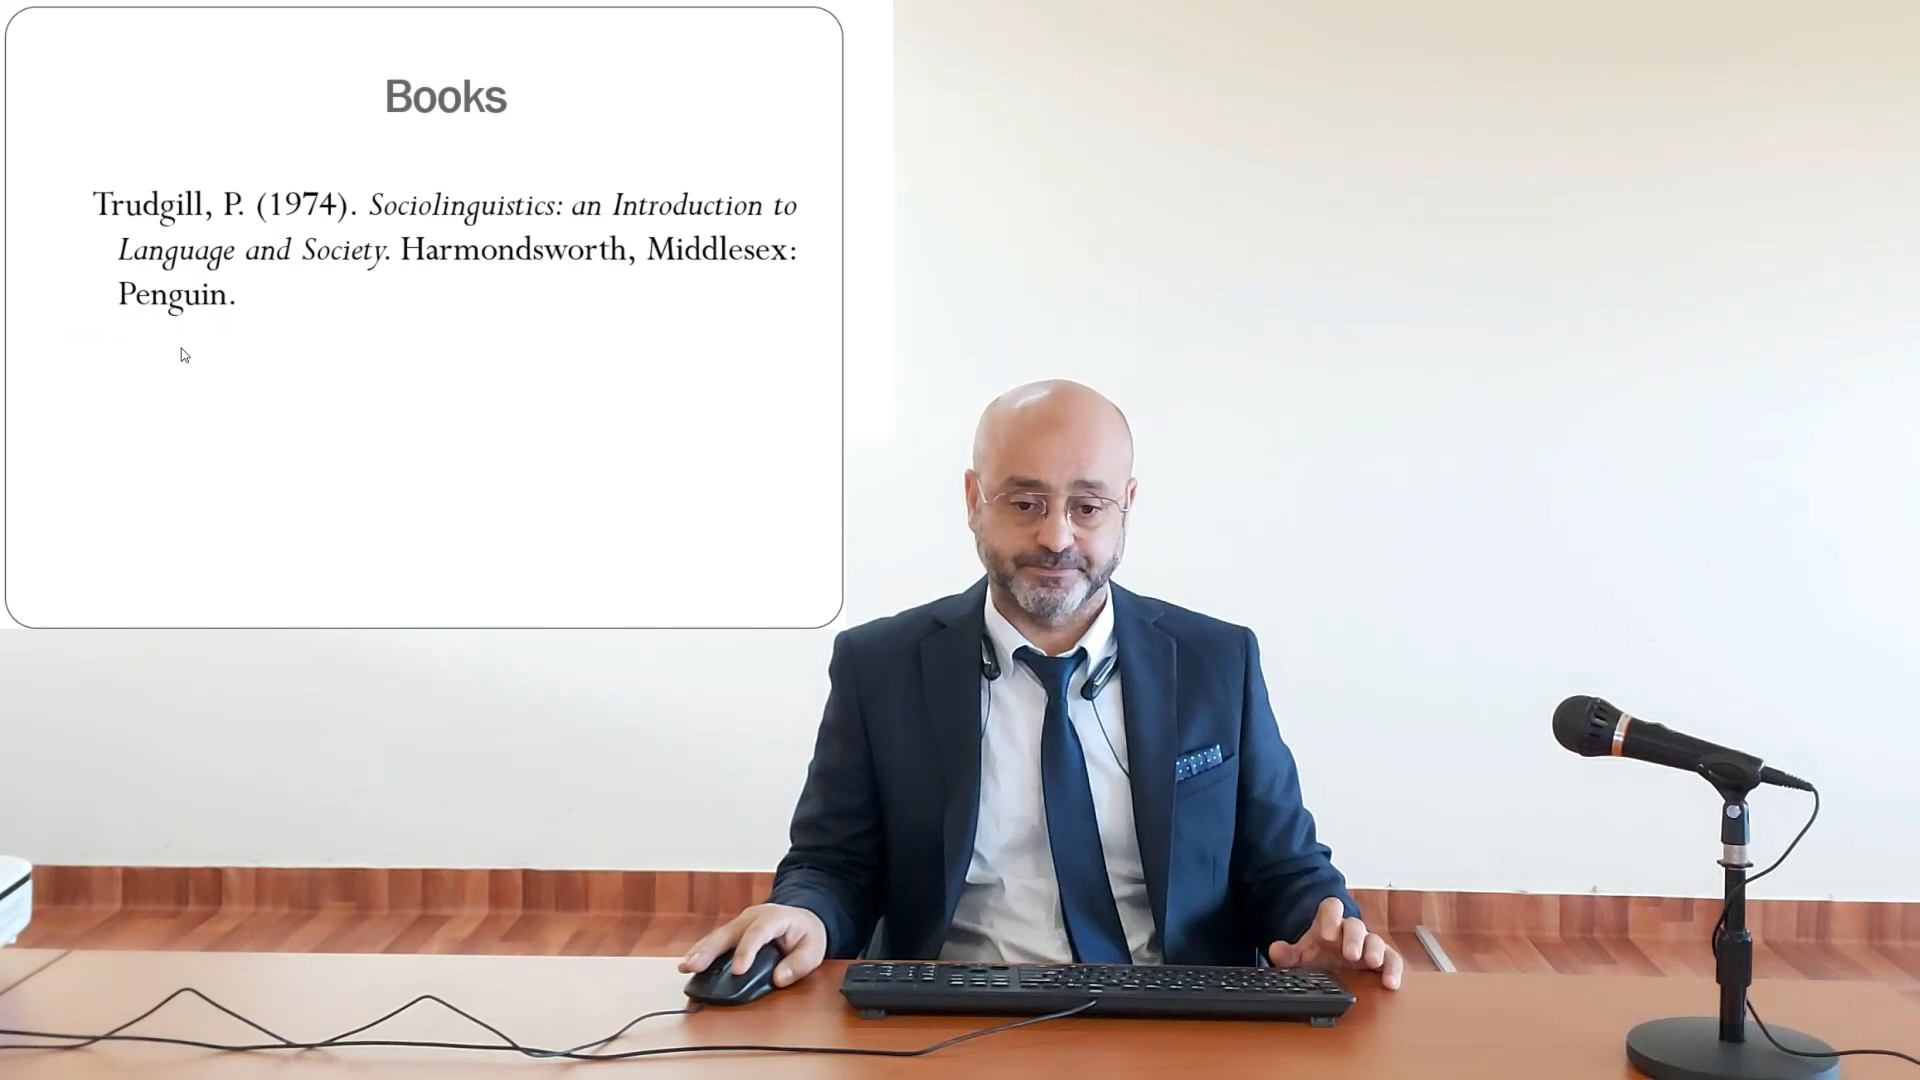 Books
Trudgill, P. (1974). Sociolinguistics: an Introduction to
Language and Society. Harmondsworth, Middlesex:
Penguin.